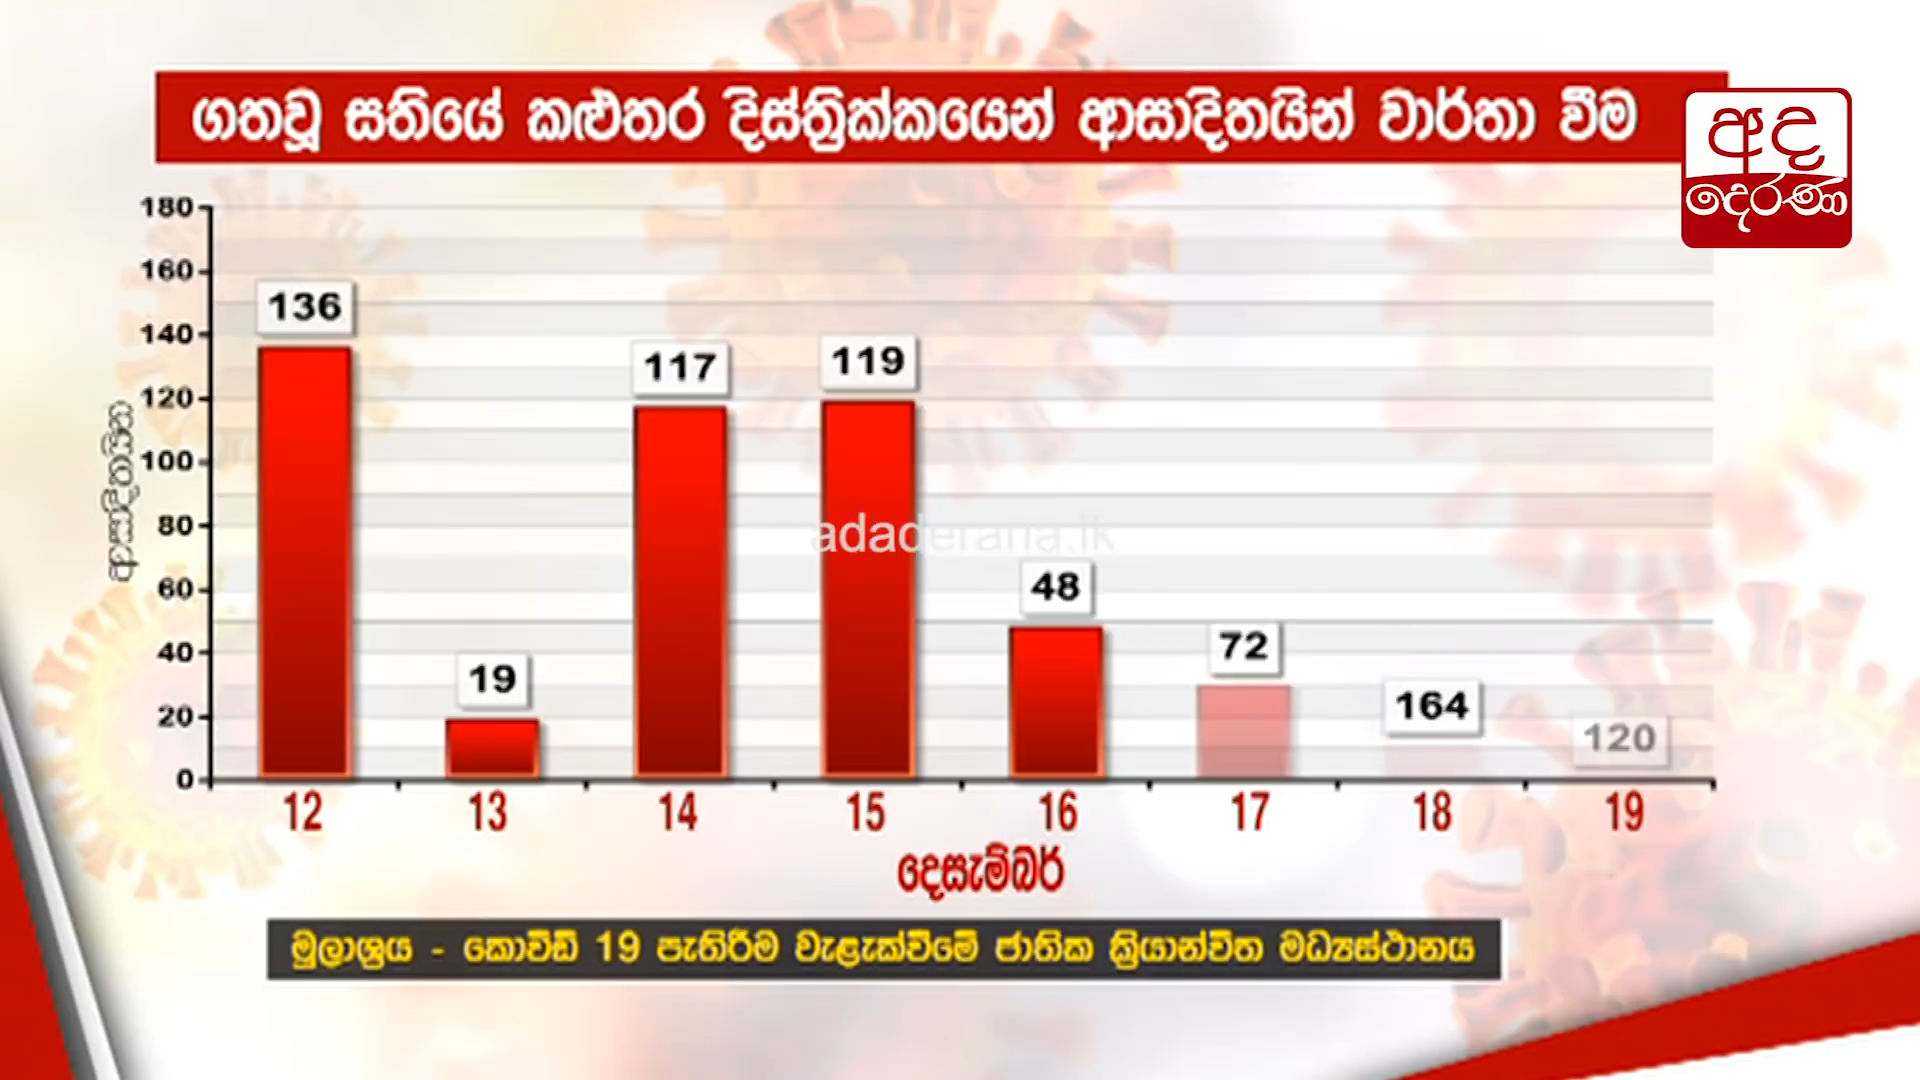 ගතවූ සතියේ කළුතර දිස්ත්‍රික්කයෙන් ආසාදිතයින් වාර්තා වීම
අද
දෙරණ
180
160
140
120
100
80
60
40
20
0
ආසාදිතයින්
136
19
117
119
48
72
164
120
adaderana.lk
12 13 14 15 16 17 18 19
දෙසැම්බර්
මූලාශ්‍රය - කොවිඩ් 19 පැතිරීම වැළැක්වීමේ ජාතික ක්‍රියාන්විත මධ්‍යස්ථානය